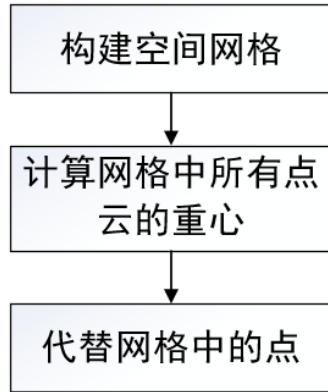 构建空间网格
计算网格中所有点
云的重心
代替网格中的点